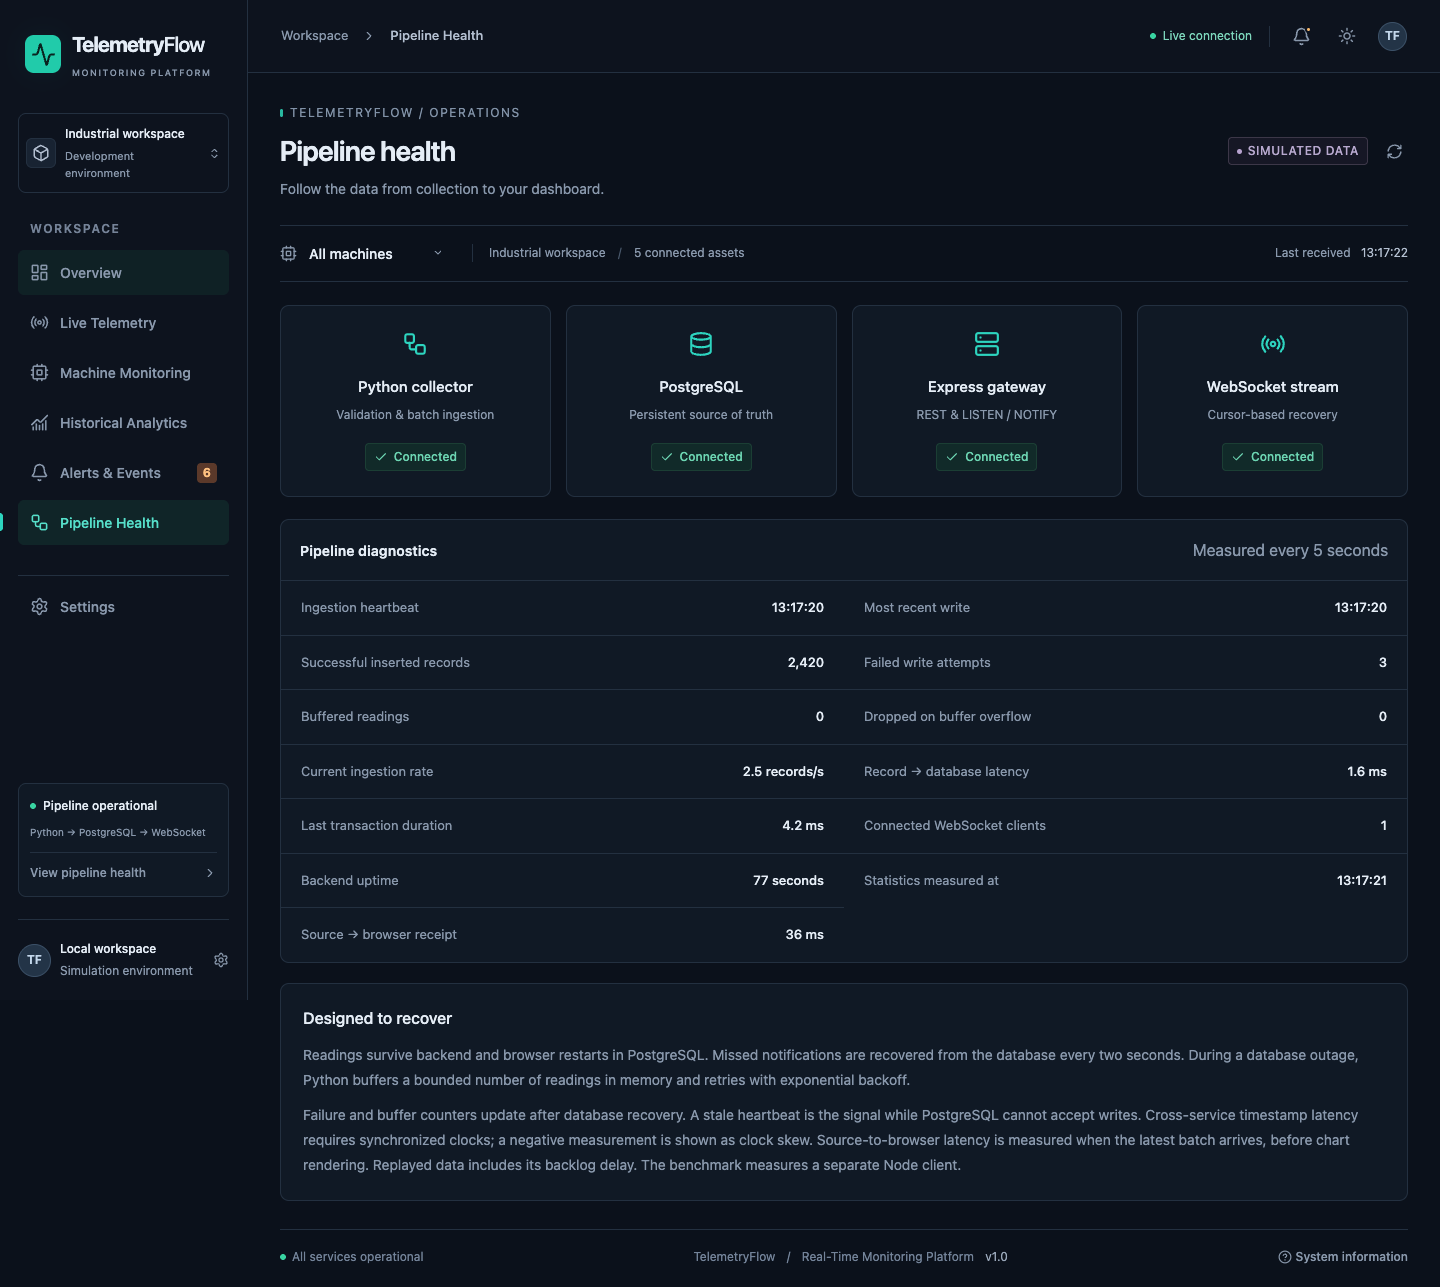 TelemetryFlow
MONITORING PLATFORM
Industrial workspace
Development
environment
WORKSPACE
Overview
Live Telemetry
Machine Monitoring
Historical Analytics
Alerts & Events 6
Pipeline Health
Settings
Pipeline operational
Python → PostgreSQL → WebSocket
View pipeline health
TF
Local workspace
Simulation environment
Workspace > Pipeline Health
Live connection
TF
TELEMETRYFLOW / OPERATIONS
Pipeline health
Follow the data from collection to your dashboard.
SIMULATED DATA
All machines
Industrial workspace / 5 connected assets
Last received 13:17:22
Python collector
Validation & batch ingestion
Connected
PostgreSQL
Persistent source of truth
Connected
Express gateway
REST & LISTEN / NOTIFY
Connected
WebSocket stream
Cursor-based recovery
Connected
Pipeline diagnostics
Measured every 5 seconds
Ingestion heartbeat 13:17:20
Most recent write 13:17:20
Successful inserted records 2,420
Failed write attempts 3
Buffered readings 0
Dropped on buffer overflow 0
Current ingestion rate 2.5 records/s
Record → database latency 1.6 ms
Last transaction duration 4.2 ms
Connected WebSocket clients 1
Backend uptime 77 seconds
Statistics measured at 13:17:21
Source → browser receipt 36 ms
Designed to recover
Readings survive backend and browser restarts in PostgreSQL. Missed notifications are recovered from the database every two seconds. During a database outage,
Python buffers a bounded number of readings in memory and retries with exponential backoff.
Failure and buffer counters update after database recovery. A stale heartbeat is the signal while PostgreSQL cannot accept writes. Cross-service timestamp latency
requires synchronized clocks; a negative measurement is shown as clock skew. Source-to-browser latency is measured when the latest batch arrives, before chart
rendering. Replayed data includes its backlog delay. The benchmark measures a separate Node client.
All services operational
TelemetryFlow / Real-Time Monitoring Platform v1.0
System information